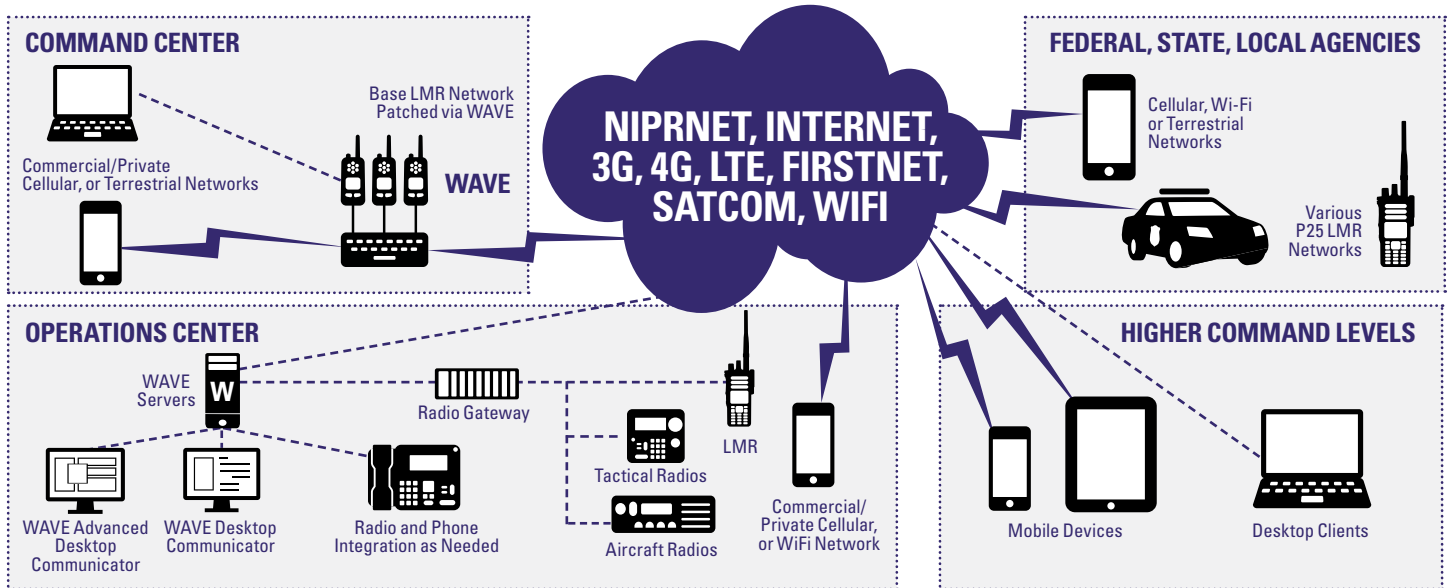 COMMAND CENTER
Base LMR Network
Patched via WAVE
Commercial/Private
Cellular, or Terrestrial Networks
WAVE
NIPRNET, INTERNET,
3G, 4G, LTE, FIRSTNET,
SATCOM, WIFI
FEDERAL, STATE, LOCAL AGENCIES
Cellular, Wi-Fi
or Terrestrial
Networks
Various
P25 LMR
Networks
OPERATIONS CENTER
WAVE
Servers
W
Radio Gateway
LMR
Tactical Radios
Aircraft Radios
WAVE Advanced
Desktop
Communicator
WAVE Desktop
Communicator
Radio and Phone
Integration as Needed
Commercial/
Private Cellular,
or WiFi Network
HIGHER COMMAND LEVELS
Mobile Devices
Desktop Clients